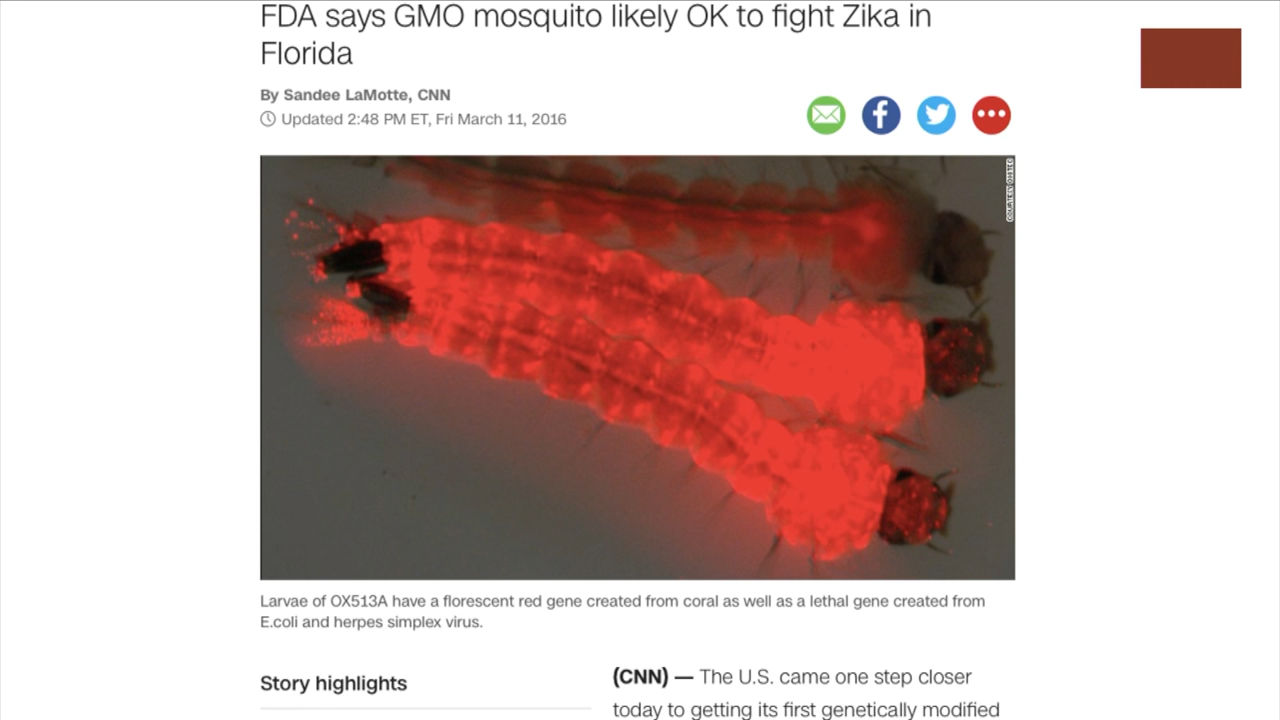 FDA says GMO mosquito likely OK to fight Zika in
Florida
By Sandee LaMotte, CNN
Updated 2:48 PM ET, Fri March 11, 2016
COURTESY OXITEC
Larvae of OX513A have a florescent red gene created from coral as well as a lethal gene created from
E.coli and herpes simplex virus.
Story highlights
(CNN) — The U.S. came one step closer
today to getting its first genetically modified